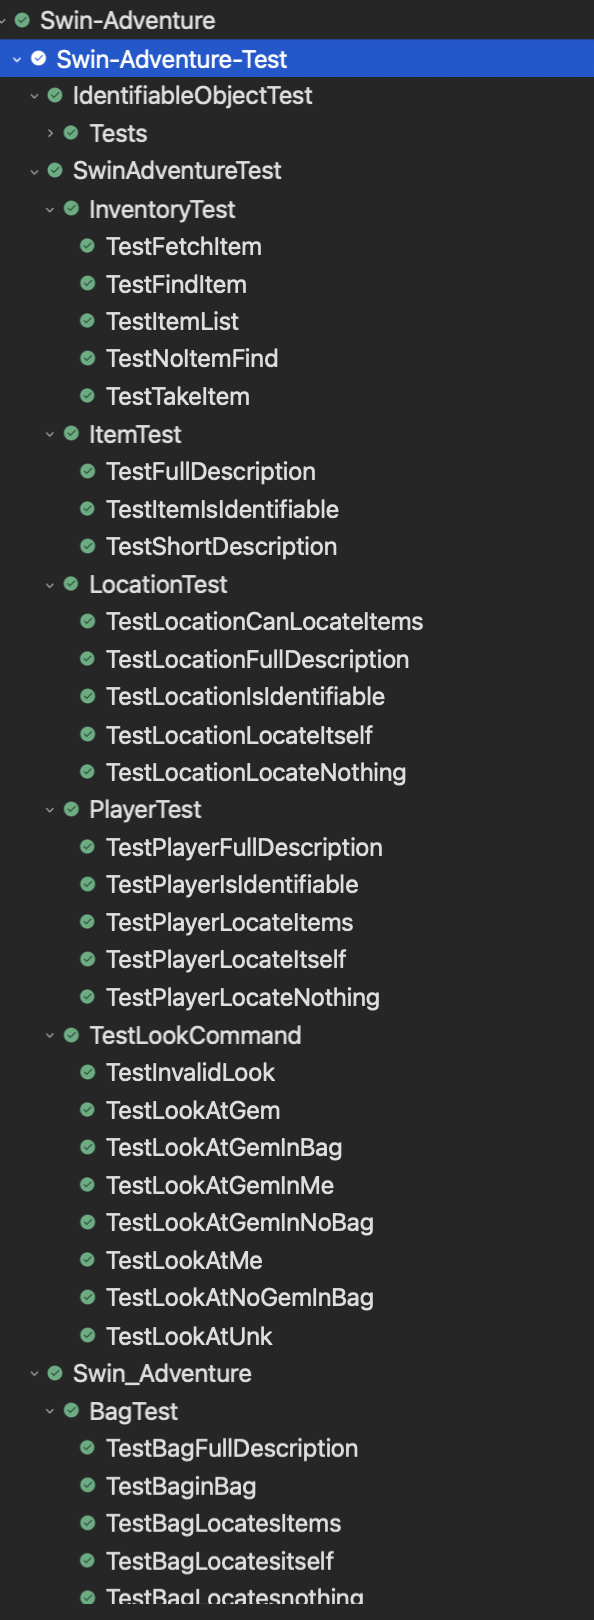 Swin-Adventure
Swin-Adventure-Test
IdentifiableObjectTest
Tests
SwinAdventureTest
InventoryTest
TestFetchItem
TestFindItem
TestItemList
TestNoItemFind
TestTakeItem
ItemTest
TestFullDescription
TestItemIsIdentifiable
TestShortDescription
LocationTest
TestLocationCanLocateItems
TestLocationFullDescription
TestLocationIsIdentifiable
TestLocationLocateItself
TestLocationLocateNothing
PlayerTest
TestPlayerFullDescription
TestPlayerIsIdentifiable
TestPlayerLocateItems
TestPlayerLocateItself
TestPlayerLocateNothing
TestLookCommand
TestInvalidLook
TestLookAtGem
TestLookAtGemInBag
TestLookAtGemInMe
TestLookAtGemInNoBag
TestLookAtMe
TestLookAtNoGemInBag
TestLookAtUnk
Swin_Adventure
BagTest
TestBagFullDescription
TestBaginBag
TestBagLocatesItems
TestBagLocatesitself
TestBagLocatesnothing